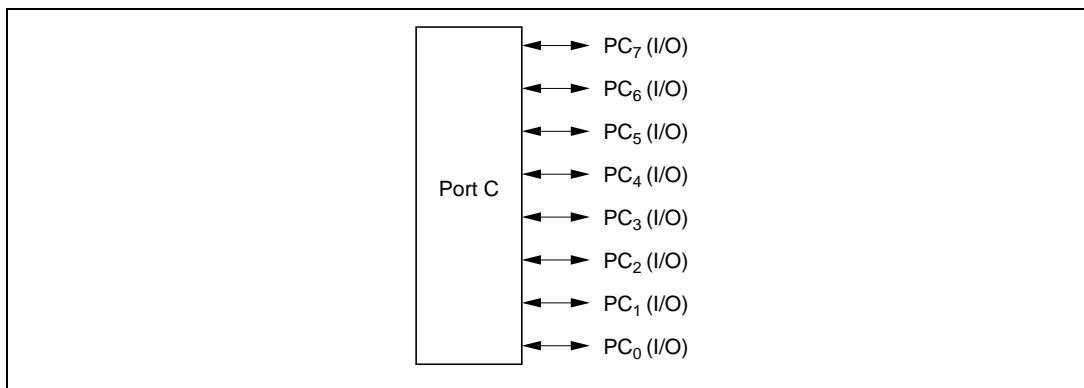 PC₇ (I/O)
PC₆ (I/O)
PC₅ (I/O)
PC₄ (I/O)
Port C
PC₃ (I/O)
PC₂ (I/O)
PC₁ (I/O)
PC₀ (I/O)